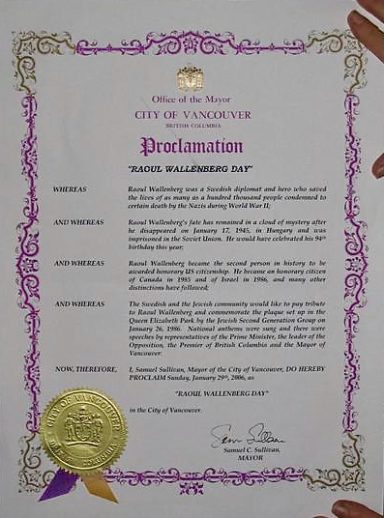 Office of the Mayor
CITY OF VANCOUVER
BRITISH COLUMBIA
Proclamation
"RAOUL WALLENBERG DAY"
WHEREAS Raoul Wallenberg was a Swedish diplomat and hero who saved
the lives of as many as a hundred thousand people condemned to
certain death by the Nazis during World War II;
AND WHEREAS Raoul Wallenberg's fate has remained in a cloud of mystery after
he disappeared on January 17, 1945, in Hungary and was
imprisoned in the Soviet Union. He would have celebrated his 94th
birthday this year;
AND WHEREAS Raoul Wallenberg became the second person in history to be
awarded honorary US citizenship. He became an honorary citizen
of Canada in 1985 and of Israel in 1986, and many other
distinctions have followed;
AND WHEREAS The Swedish and the Jewish community would like to pay tribute
to Raoul Wallenberg and commemorate the plaque set up in the
Queen Elizabeth Park by the Jewish Second Generation Group on
January 26, 1986. National anthems were sung and there were
speeches by representatives of the Prime Minister, the leader of the
Opposition, the Premier of British Columbia and the Mayor of
Vancouver.
NOW, THEREFORE, I, Samuel Sullivan, Mayor of the City of Vancouver, DO HEREBY
PROCLAIM Sunday, January 29th, 2006, as
"RAOUL WALLENBERG DAY"
in the City of Vancouver.
Samuel C. Sullivan,
MAYOR
CITY OF VANCOUVER